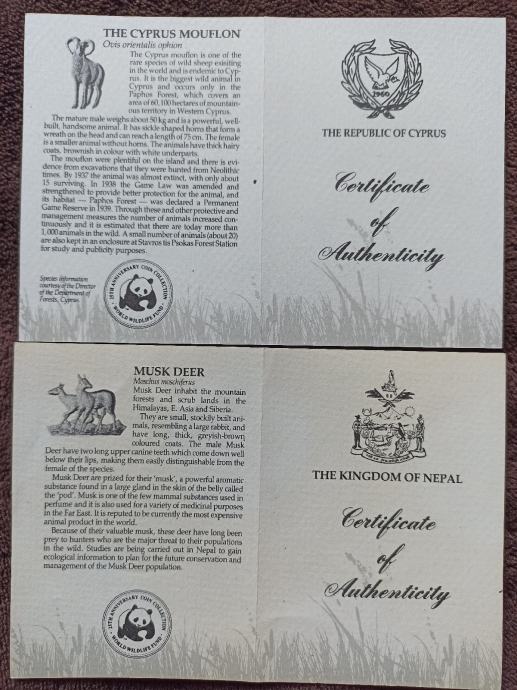 THE CYPRUS MOUFLON
Ovis orientalis ophion
The Cyprus mouflon is one of the
rare species of wild sheep exisiting
in the world and is endemic to Cyp-
rus. It is the biggest wild animal in
Cyprus and occurs only in the
Paphos Forest, which covers an
area of 60,100 hectares of mountain-
ous territory in Western Cyprus.
The mature male weighs about 50 kg and is a powerful, well-
built, handsome animal. It has sickle shaped horns that form a
wreath on the head and can reach a length of 75 cm. The female
is a smaller animal without horns. The animals have thick hairy
coats, brownish in colour with white underparts.
The mouflon were plentiful on the island and there is evi-
dence from excavations that they were hunted from Neolithic
times. By 1937 the animal was almost extinct, with only about
15 surviving. In 1938 the Game Law was amended and
strengthened to provide better protection for the animal, and
its habitat — Paphos Forest — was declared a Permanent
Game Reserve in 1939. Through these and other protective and
management measures the number of animals increased con-
tinuously and it is estimated that there are today more than
1,000 animals in the wild. A small number of animals (about 20)
are also kept in an enclosure at Stavros tis Psokas Forest Station
for study and publicity purposes.
Species information
courtesy of the Director
of the Department of
Forests, Cyprus.
25TH ANNIVERSARY COIN COLLECTION
WORLD WILDLIFE FUND
1960
THE REPUBLIC OF CYPRUS
Certificate
of
Authenticity
MUSK DEER
Moschus moschiferus
Musk Deer inhabit the mountain
forests and scrub lands in the
Himalayas, E. Asia and Siberia.
They are small, stockily built ani-
mals, resembling a large rabbit, and
have long, thick, greyish-brown
coloured coats. The male Musk
Deer have two long upper canine teeth which come down well
below their lips, making them easily distinguishable from the
female of the species.
Musk Deer are prized for their 'musk', a powerful aromatic
substance found in a large gland in the skin of the belly called
the 'pod'. Musk is one of the few mammal substances used in
perfume and it is also used for a variety of medicinal purposes
in the Far East. It is reputed to be currently the most expensive
animal product in the world.
Because of their valuable musk, these deer have long been
prey to hunters who are the major threat to their populations
in the wild. Studies are being carried out in Nepal to gain
ecological information to plan for the future conservation and
management of the Musk Deer population.
25TH ANNIVERSARY COIN COLLECTION
WORLD WILDLIFE FUND
THE KINGDOM OF NEPAL
Certificate
of
Authenticity